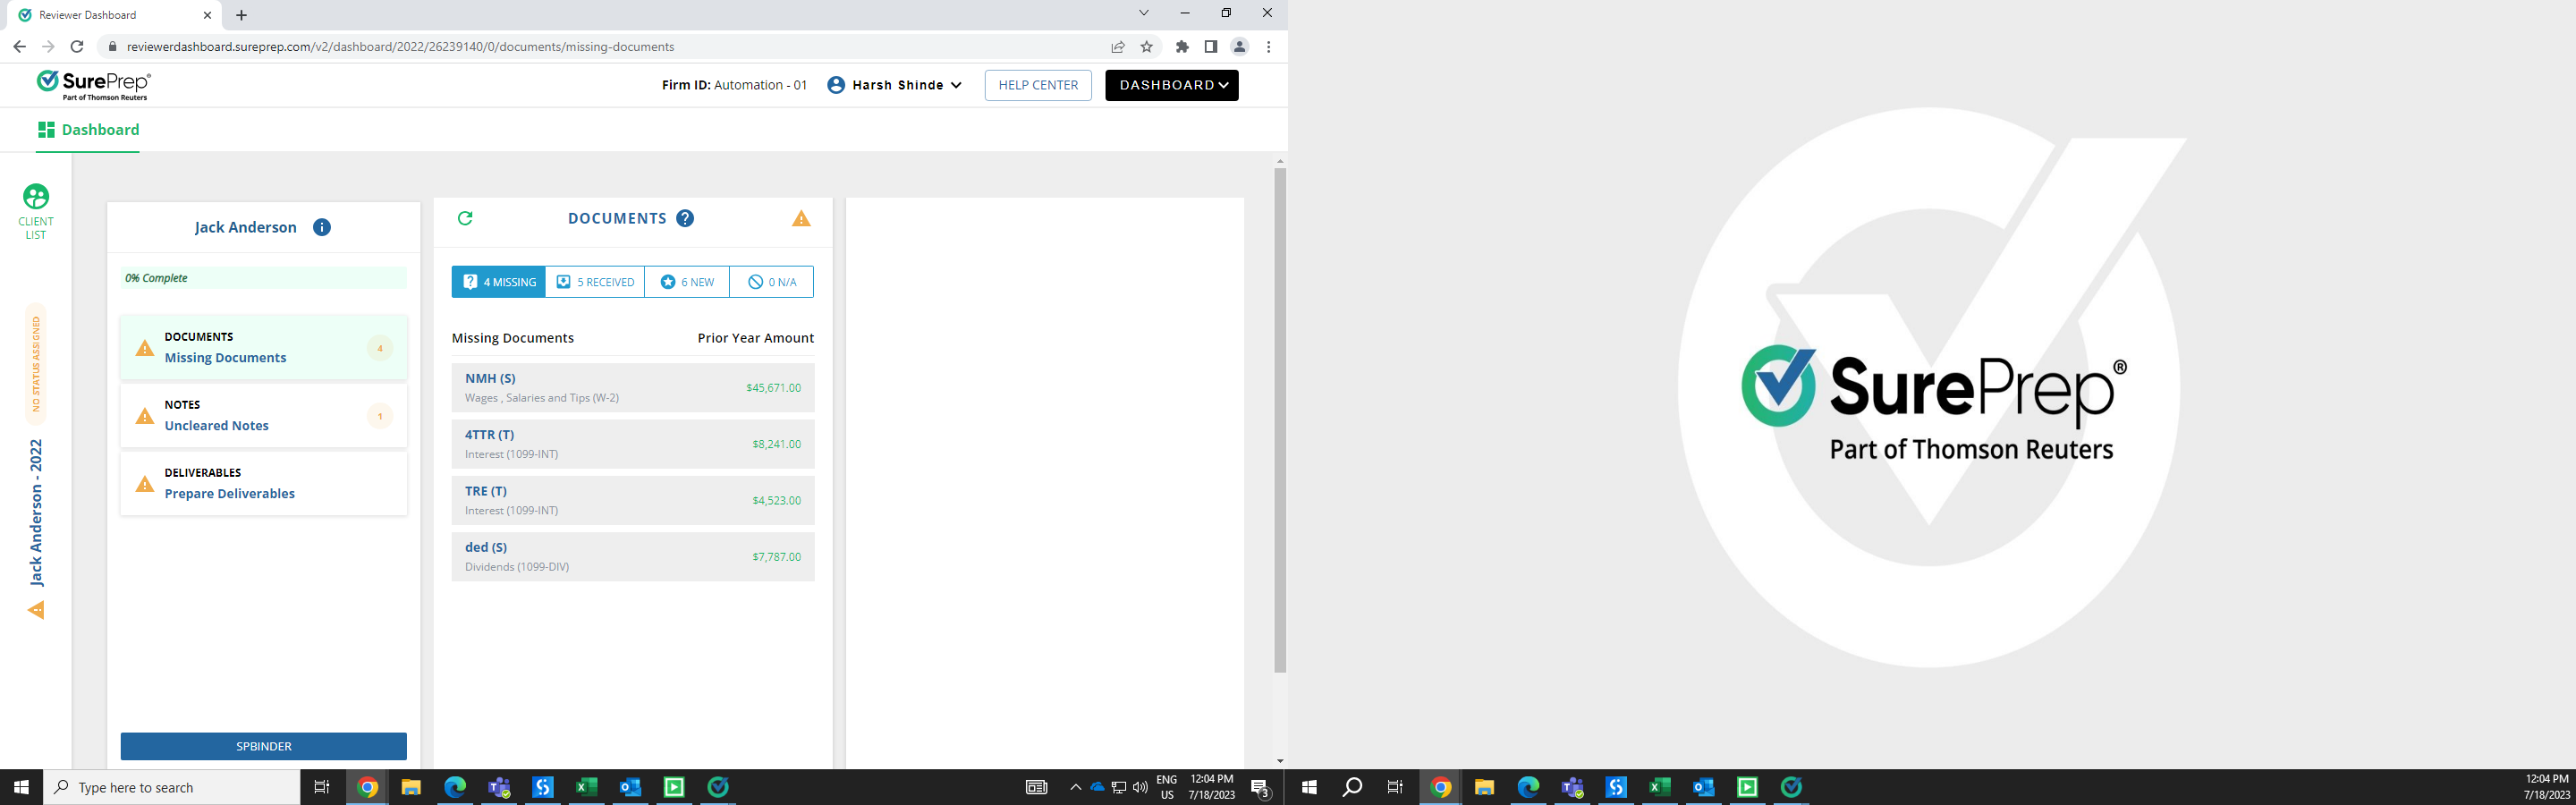 Reviewer Dashboard
reviewerdashboard.sureprep.com/v2/dashboard/2022/26239140/0/documents/missing-documents
SurePrep®
Part of Thomson Reuters
Firm ID: Automation - 01
Harsh Shinde
HELP CENTER
DASHBOARD
Dashboard
CLIENT
LIST
NO STATUS ASSIGNED
Jack Anderson - 2022
Jack Anderson
0% Complete
DOCUMENTS
Missing Documents
4
NOTES
Uncleared Notes
1
DELIVERABLES
Prepare Deliverables
SPBINDER
DOCUMENTS
4 MISSING
5 RECEIVED
6 NEW
0 N/A
Missing Documents Prior Year Amount
NMH (S)
Wages , Salaries and Tips (W-2)
$45,671.00
4TTR (T)
Interest (1099-INT)
$8,241.00
TRE (T)
Interest (1099-INT)
$4,523.00
ded (S)
Dividends (1099-DIV)
$7,787.00
SurePrep®
Part of Thomson Reuters
Type here to search
ENG
US
12:04 PM
7/18/2023
3
12:04 PM
7/18/2023